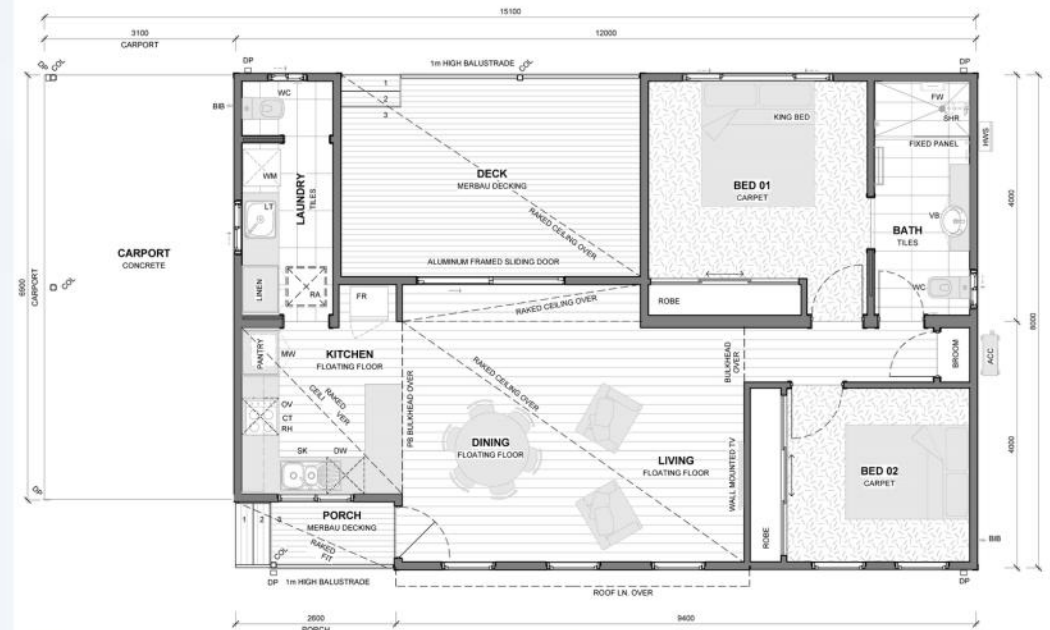 15100
3100
12000
CARPORT
DP
COL
DP
1m HIGH BALUSTRADE
COL
DP
WC
BIB
1
2
3
KING BED
FW
SHR
FIXED PANEL
HWS
WM
LAUNDRY
TILES
DECK
MERBAU DECKING
BED 01
CARPET
4000
LT
VB
BATH
TILES
RAKED CEILING OVER
CARPORT
CONCRETE
COL
6900
CARPORT
ALUMINUM FRAMED SLIDING DOOR
LINEN
RA
FR
RAKED CEILING OVER
ROBE
WC
8000
PANTRY
MW
KITCHEN
FLOATING FLOOR
RAKED CEILING OVER
BULKHEAD
OVER
BROOM
ACC
RAKED
VER
CEILI
PB BULKHEAD OVER
OV
CT
RH
SK
DW
DINING
FLOATING FLOOR
LIVING
FLOATING FLOOR
WALL MOUNTED TV
BED 02
CARPET
4000
DP
1
2
3
PORCH
MERBAU DECKING
RAKED
FIT
ROBE
BIB
COL
DP
1m HIGH BALUSTRADE
DP
ROOF LN. OVER
2600
PORCH
9400